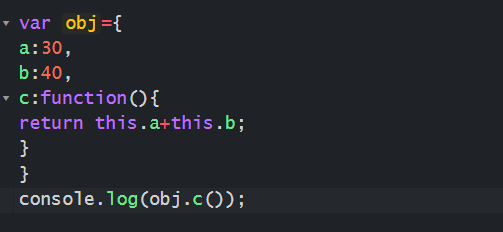 var obj={
a:30,
b:40,
c:function(){
return this.a+this.b;
}
}
console.log(obj.c());